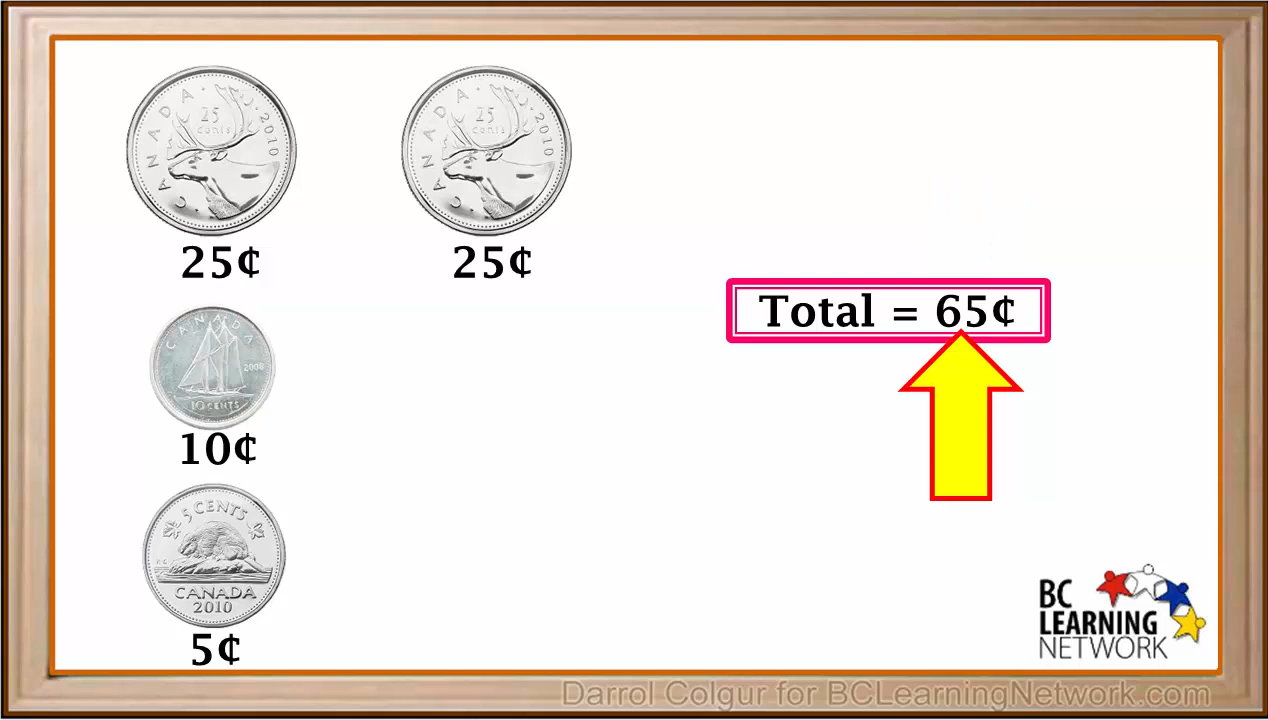 CANADA 2010
25
cents
CANADA 2010
25
cents
25¢
25¢
CANADA
2000
10 CENTS
10¢
Total = 65¢
5 CENTS
CANADA
2010
5¢
BC
LEARNING
NETWORK
Darrol Colgur for BCLearningNetwork.com